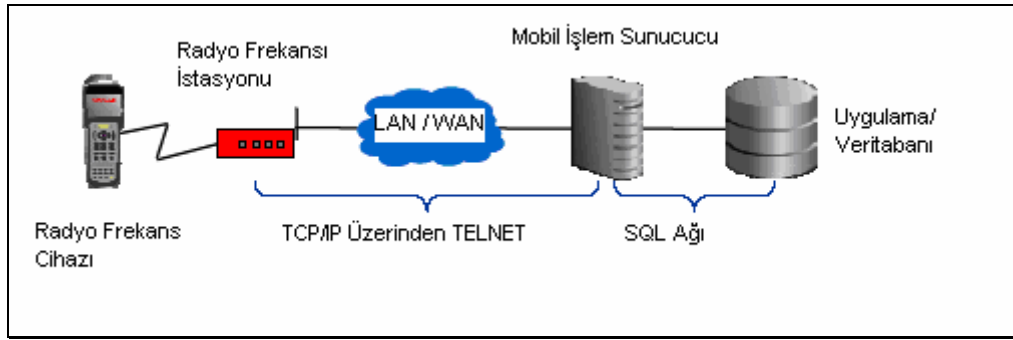 Mobil İşlem Sunucucu
Radyo Frekansı
İstasyonu
LAN / WAN
Uygulama/
Veritabanı
Radyo Frekans
Cihazı
TCP/IP Üzerinden TELNET
SQL Ağı